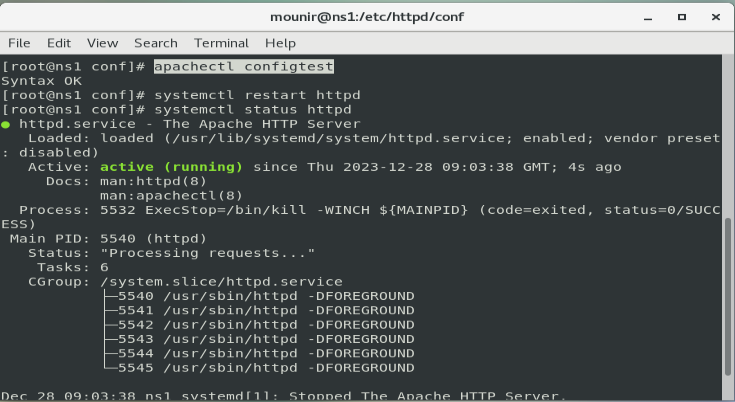 mounir@ns1:/etc/httpd/conf
File Edit View Search Terminal Help
[root@ns1 conf]# apachectl configtest
Syntax OK
[root@ns1 conf]# systemctl restart httpd
[root@ns1 conf]# systemctl status httpd
● httpd.service - The Apache HTTP Server
   Loaded: loaded (/usr/lib/systemd/system/httpd.service; enabled; vendor preset
: disabled)
   Active: active (running) since Thu 2023-12-28 09:03:38 GMT; 4s ago
     Docs: man:httpd(8)
           man:apachectl(8)
  Process: 5532 ExecStop=/bin/kill -WINCH ${MAINPID} (code=exited, status=0/SUCC
ESS)
 Main PID: 5540 (httpd)
   Status: "Processing requests..."
    Tasks: 6
   CGroup: /system.slice/httpd.service
           ├─5540 /usr/sbin/httpd -DFOREGROUND
           ├─5541 /usr/sbin/httpd -DFOREGROUND
           ├─5542 /usr/sbin/httpd -DFOREGROUND
           ├─5543 /usr/sbin/httpd -DFOREGROUND
           ├─5544 /usr/sbin/httpd -DFOREGROUND
           └─5545 /usr/sbin/httpd -DFOREGROUND
Dec 28 09:03:38 ns1 systemd[1]: Stopped The Apache HTTP Server.